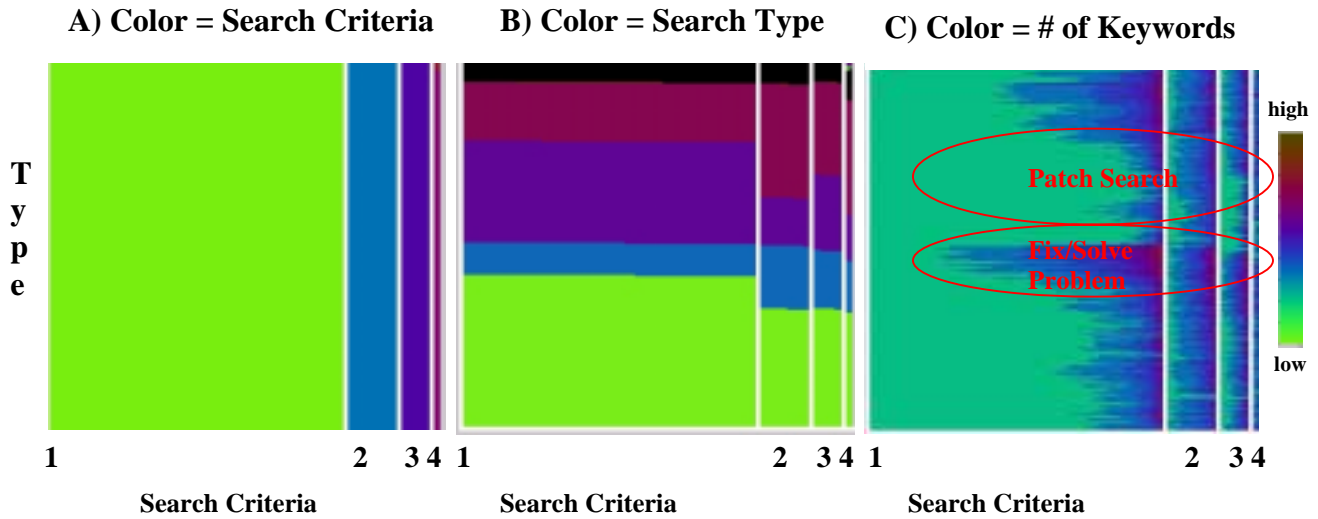 A) Color = Search Criteria
B) Color = Search Type
C) Color = # of Keywords
T
y
p
e
Patch Search
Fix/Solve
Problem
high
low
1 2 3 4
1 2 3 4
1 2 3 4
Search Criteria
Search Criteria
Search Criteria